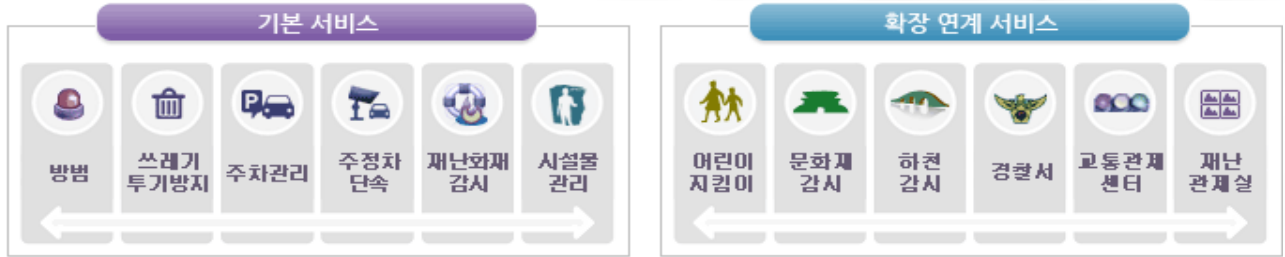 기본 서비스
방범
쓰레기
투기방지
주차관리
주정차
단속
재난화재
감시
시설물
관리
확장 연계 서비스
어린이
지킴이
문화재
감시
하천
감시
경찰서
교통관제
센터
재난
관제실